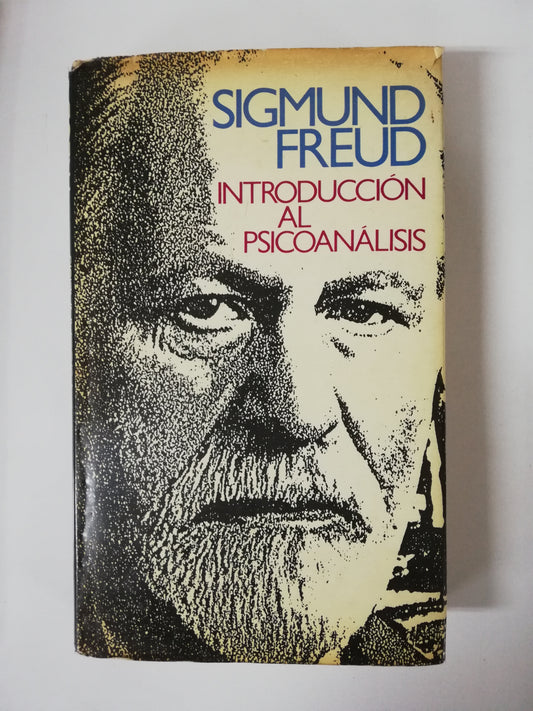 SIGMUND
FREUD
INTRODUCCIÓN
AL
PSICOANÁLISIS